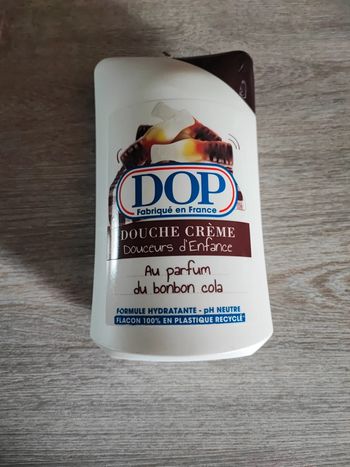 DOP
Fabriqué en France
DOUCHE CRÈME
Douceurs d'Enfance
Au parfum
du bonbon cola
FORMULE HYDRATANTE - pH NEUTRE
FLACON 100% EN PLASTIQUE RECYCLÉ*